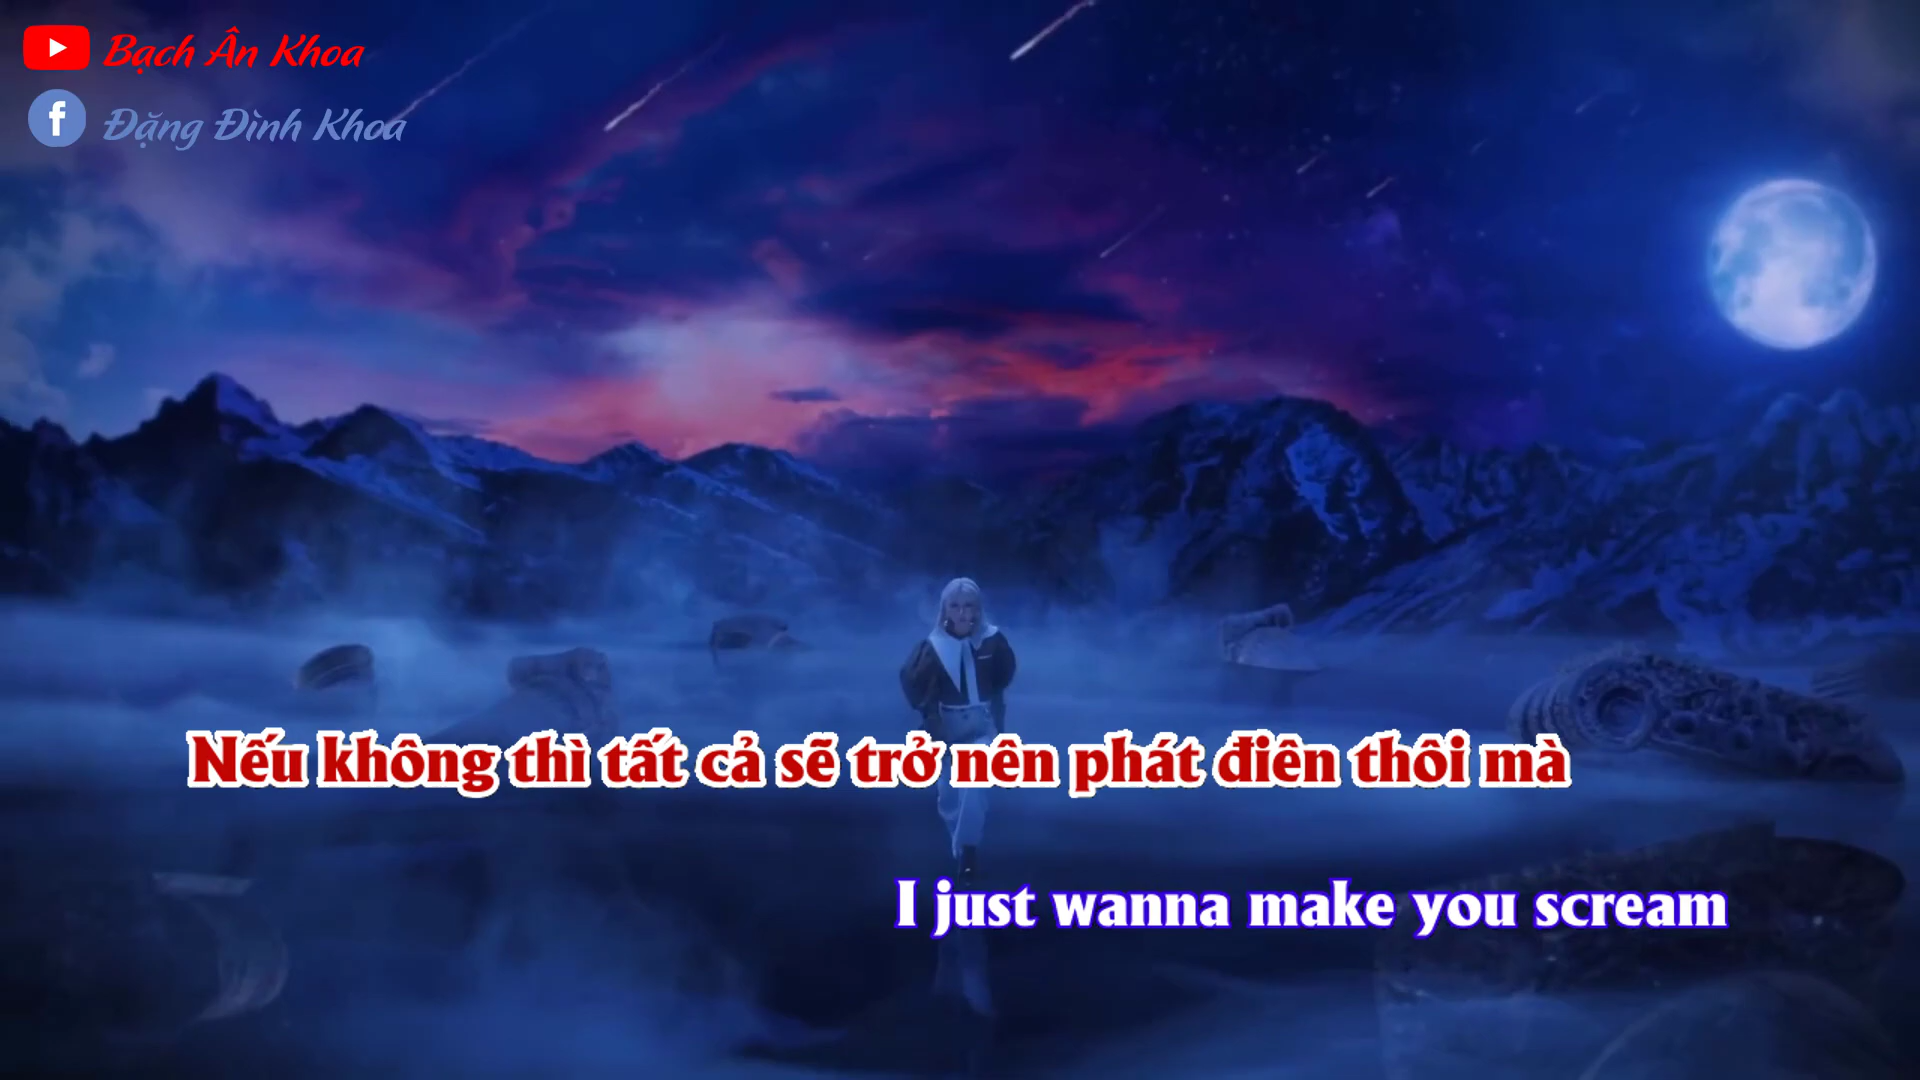 Bạch Ân Khoa
f Đặng Đình Khoa
Nếu không thì tất cả sẽ trở nên phát điên thôi mà
I just wanna make you scream